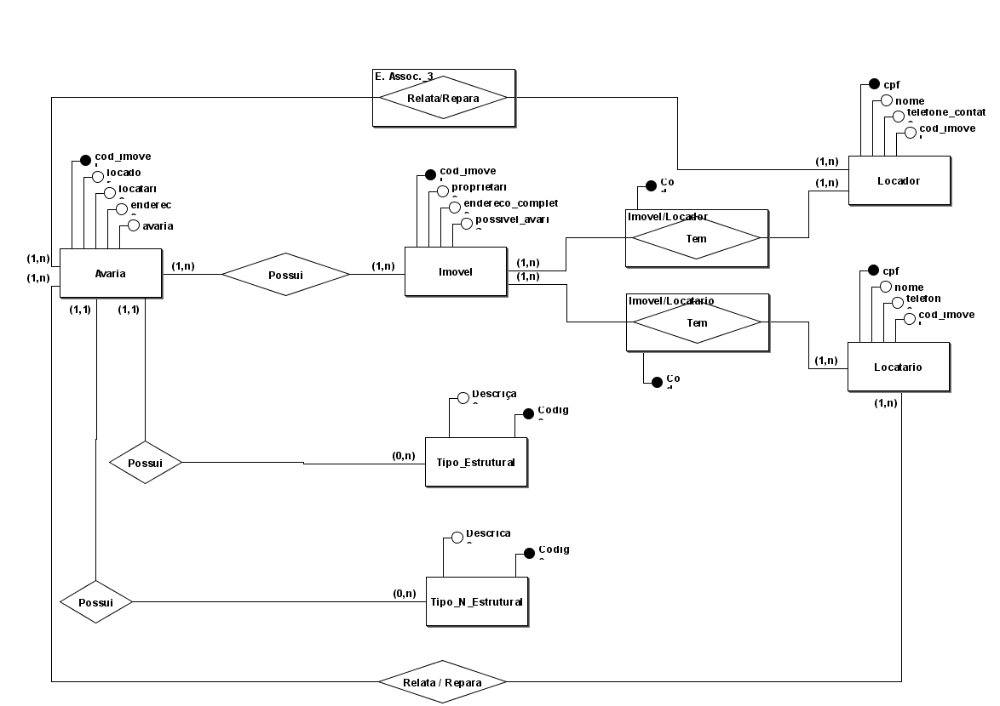 E. Assoc._3
Relata/Repara
cpf
nome
telefone_contat
cod_imove
(1,n)
(1,n)
Locador
cod_imove
locado
locatari
enderec
avaria
(1,n)
(1,n)
Avaria
(1,n)
(1,1)
(1,1)
Possui
(1,n)
cod_imove
proprietari
endereco_complet
possivel_avari
Imovel
(1,n)
(1,n)
Co
d
Imovel/Locador
Tem
Imovel/Locatario
Tem
Co
d
cpf
nome
telefon
cod_imove
(1,n)
Locatario
(1,n)
Descriça
Codig
Possui
(0,n)
Tipo_Estrutural
Descrica
Codig
Possui
(0,n)
Tipo_N_Estrutural
Relata / Repara